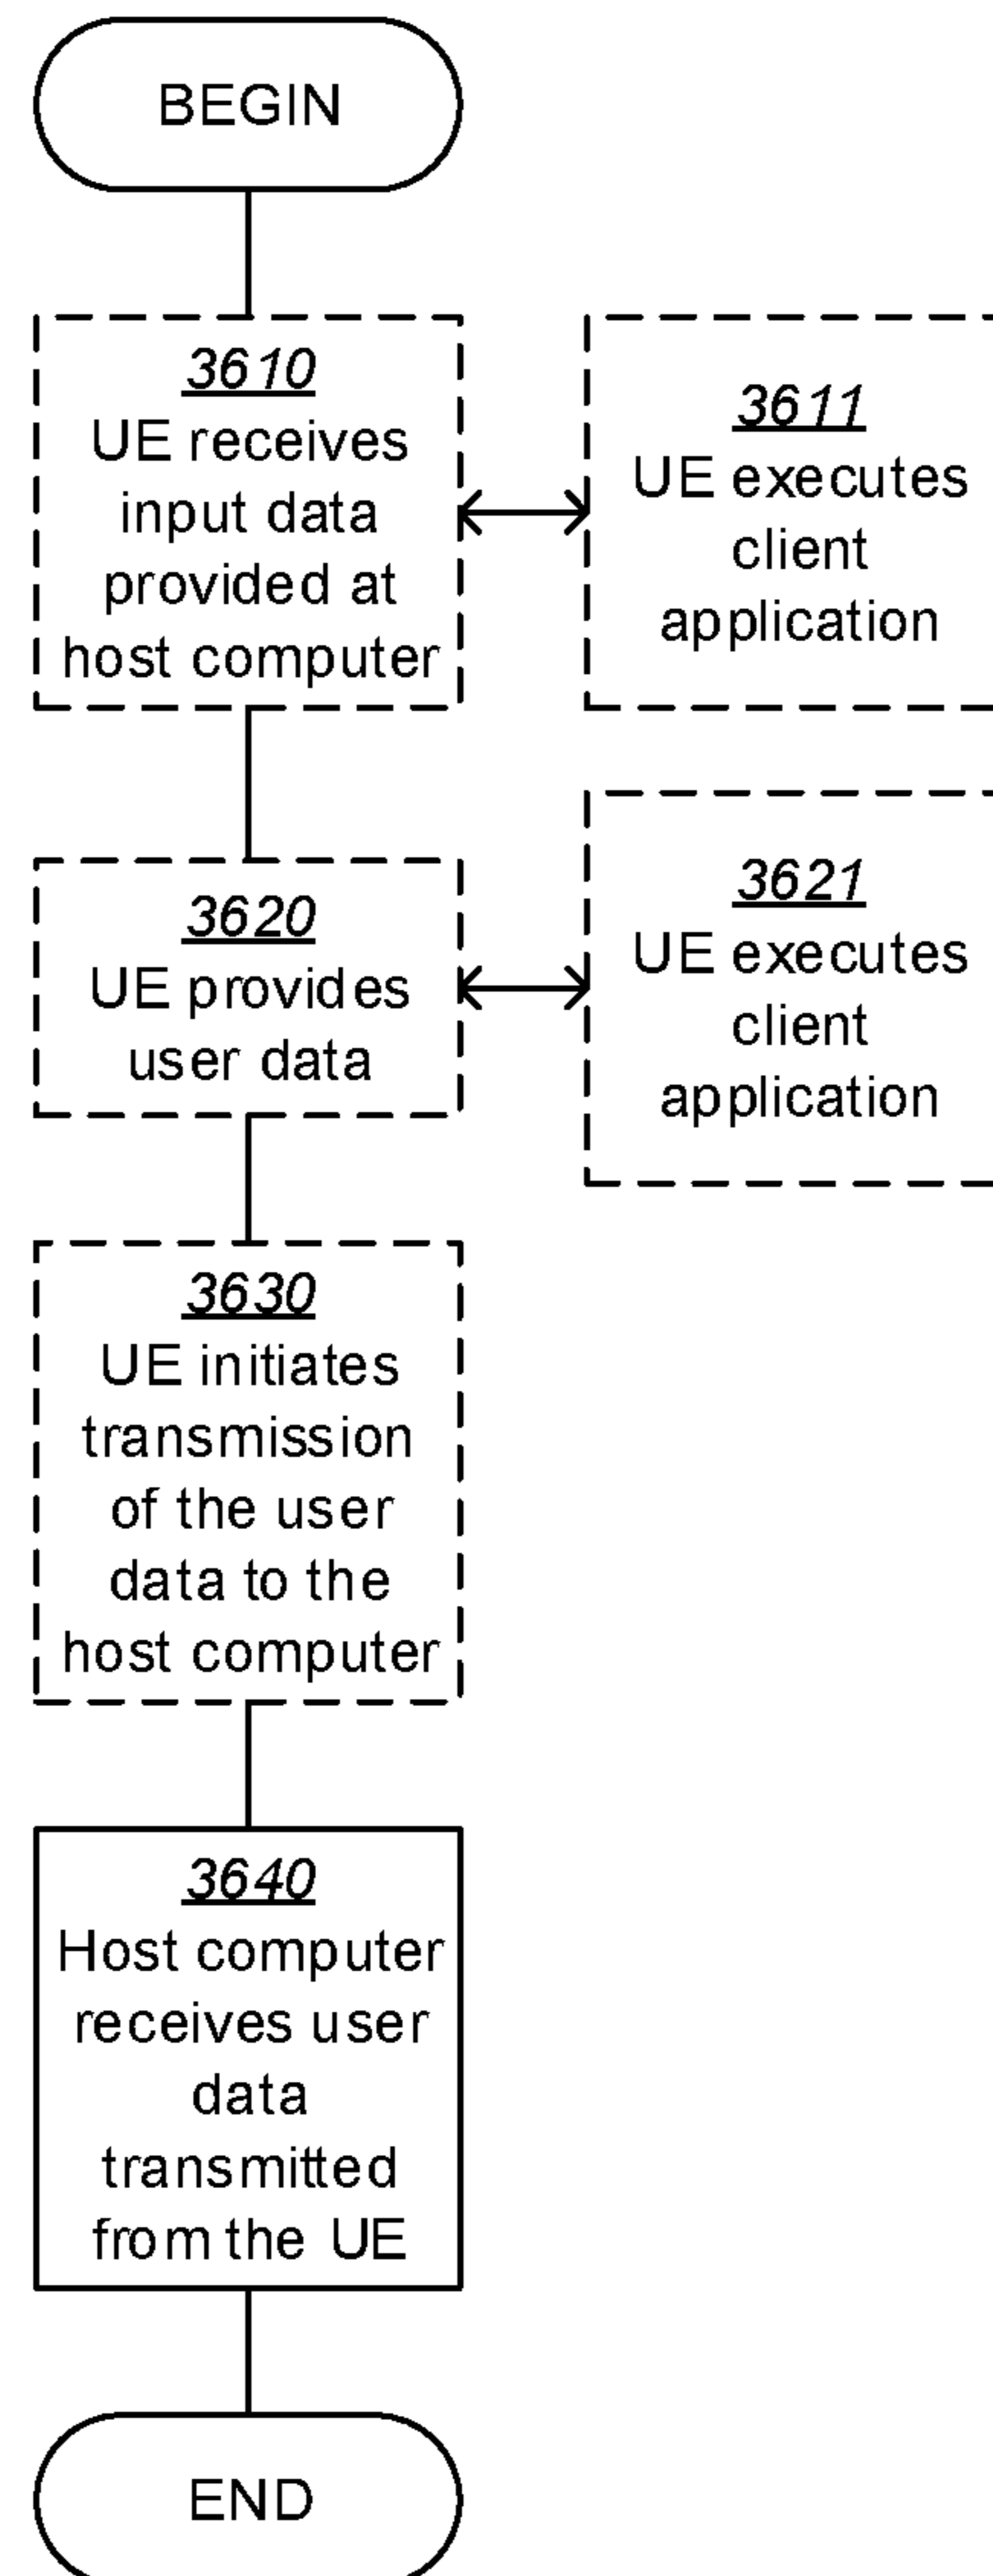 BEGIN
3610
UE receives
input data
provided at
host computer
3611
UE executes
client
application
3620
UE provides
user data
3621
UE executes
client
application
3630
UE initiates
transmission
of the user
data to the
host computer
3640
Host computer
receives user
data
transmitted
from the UE
END